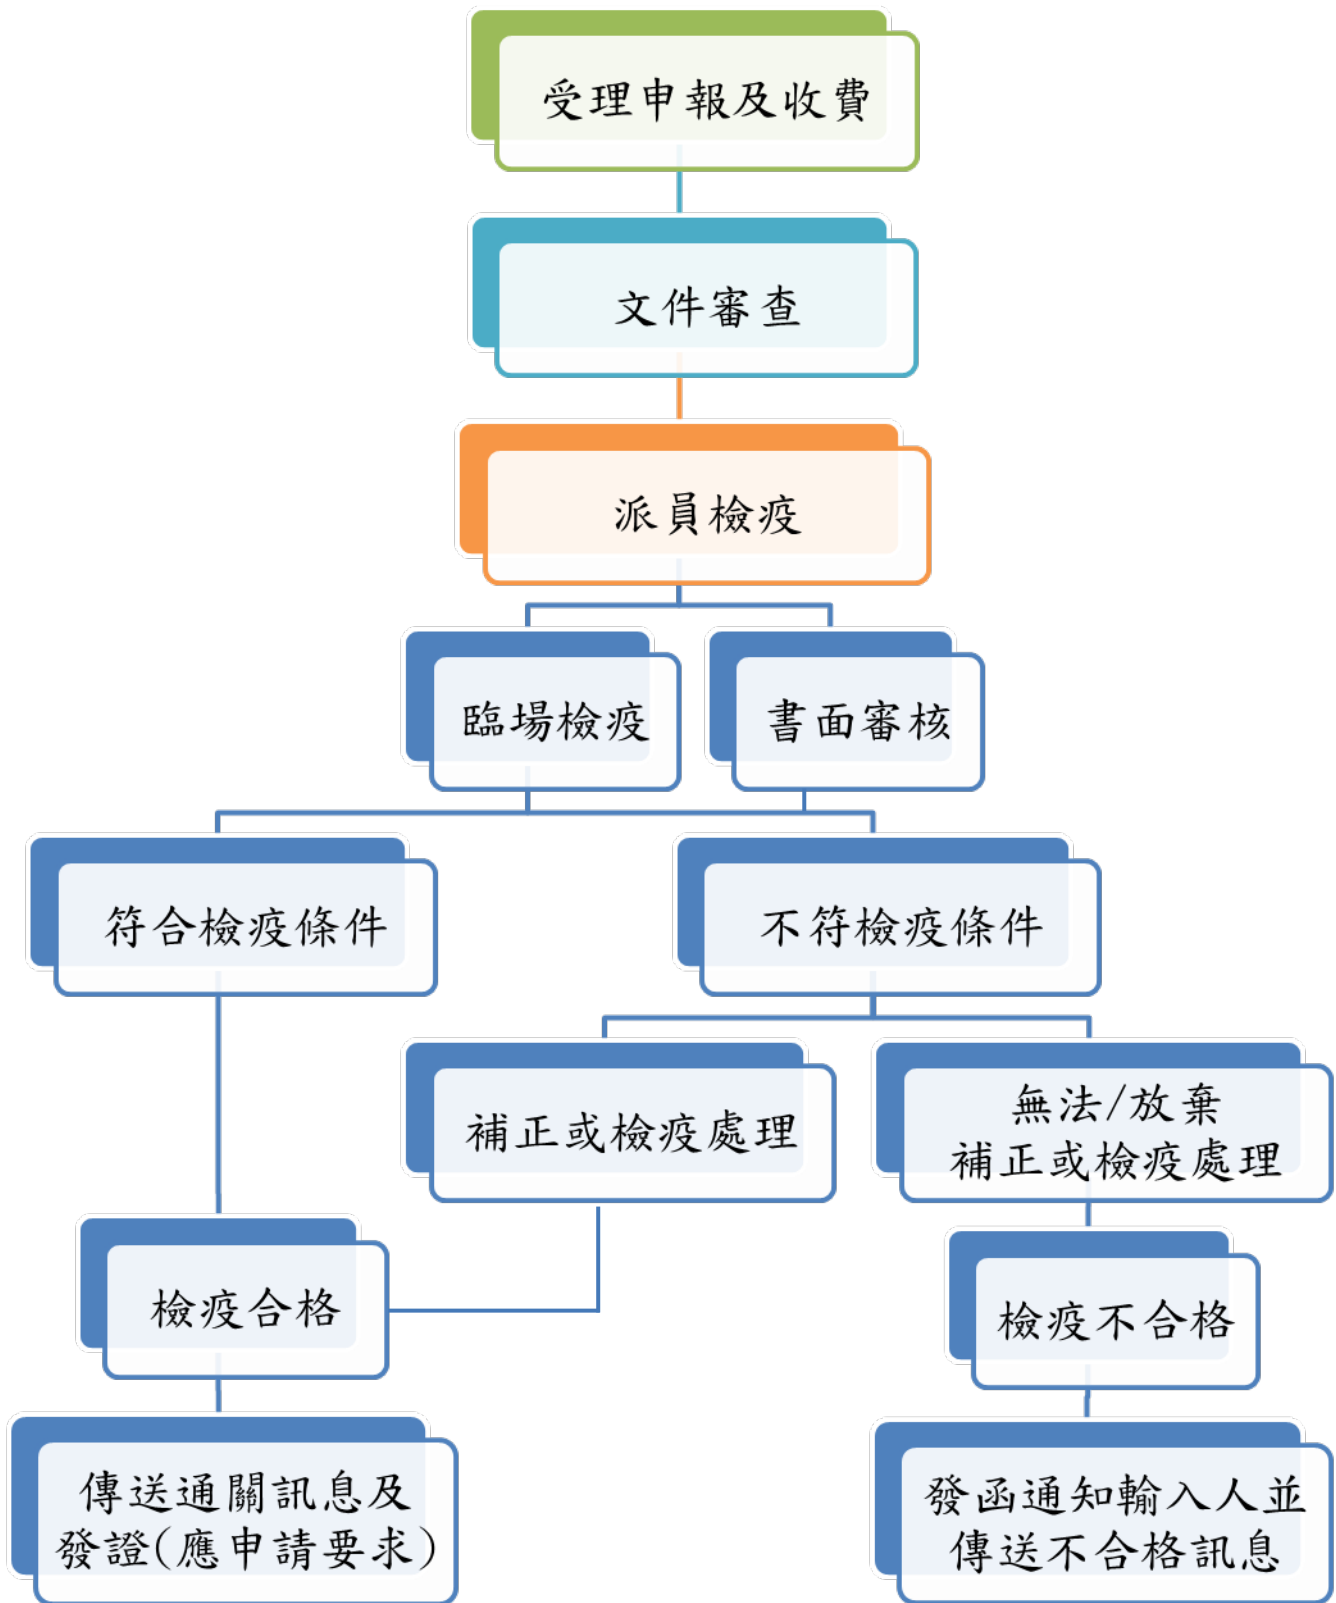 受理申報及收費
文件審查
派員檢疫
臨場檢疫
書面審核
符合檢疫條件
不符檢疫條件
補正或檢疫處理
無法/放棄
補正或檢疫處理
檢疫合格
檢疫不合格
傳送通關訊息及
發證(應申請要求)
發函通知輸入人並
傳送不合格訊息